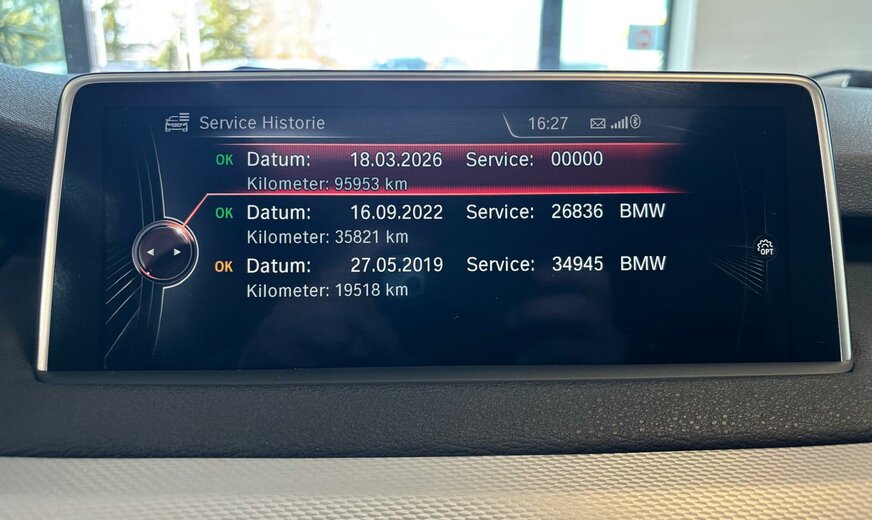 Service Historie 16:27
OK Datum: 18.03.2026 Service: 00000
Kilometer: 95953 km
OK Datum: 16.09.2022 Service: 26836 BMW
Kilometer: 35821 km
OK Datum: 27.05.2019 Service: 34945 BMW
Kilometer: 19518 km
OPT